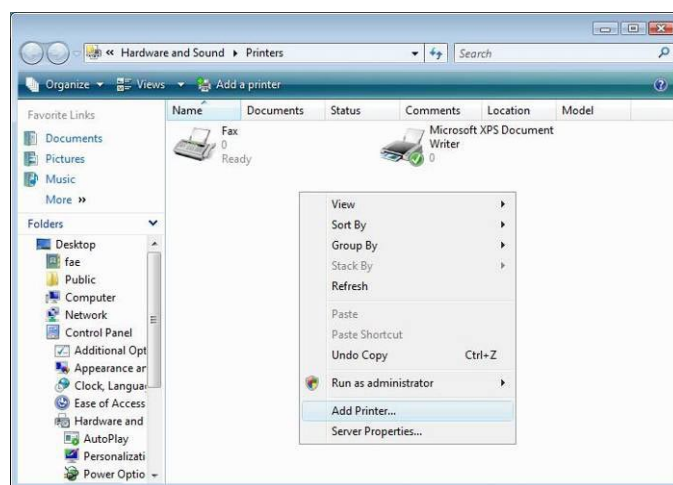 « Hardware and Sound ▸ Printers
Search
Organize Views Add a printer
Favorite Links
Documents
Pictures
Music
More »
Folders
Desktop
fae
Public
Computer
Network
Control Panel
Additional Opt
Appearance an
Clock, Languag
Ease of Access
Hardware and
AutoPlay
Personalizati
Power Optio
Name Documents Status Comments Location Model
Fax
0
Ready
Microsoft XPS Document
Writer
0
View
Sort By
Group By
Stack By
Refresh
Paste
Paste Shortcut
Undo Copy Ctrl+Z
Run as administrator
Add Printer...
Server Properties...